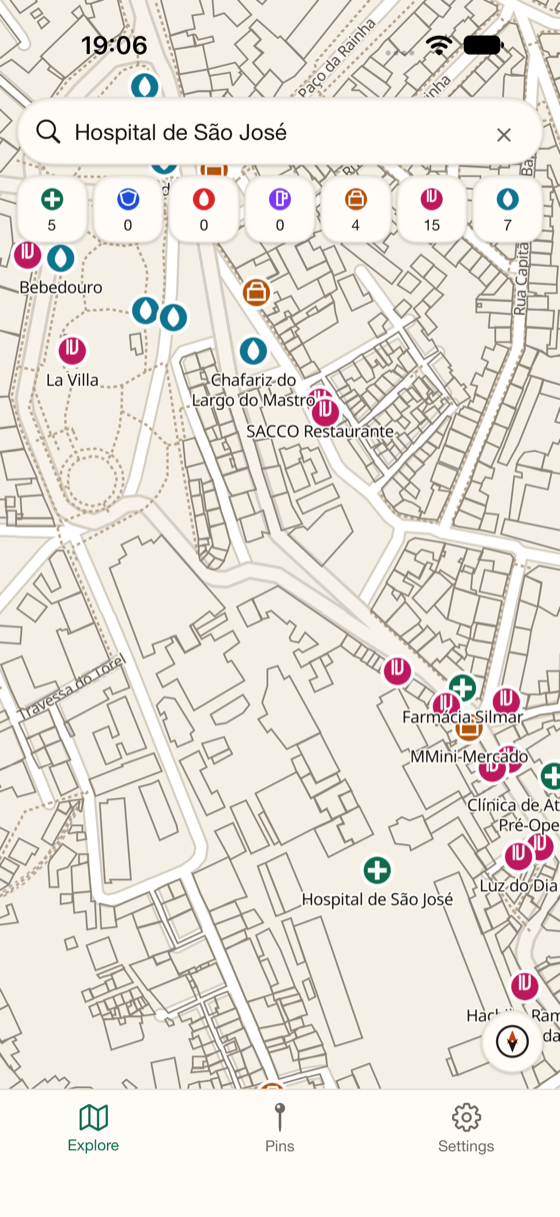 19:06
Paço da Rainha
Hospital de São José
5
0
0
0
4
15
7
Bebedouro
La Villa
Chafariz do
Largo do Mastro
SACCO Restaurante
Travessa do Torel
Farmácia Silmar
MMini-Mercado
Clínica de At
Pré-Ope
Luz do Dia
Hospital de São José
Explore
Pins
Settings